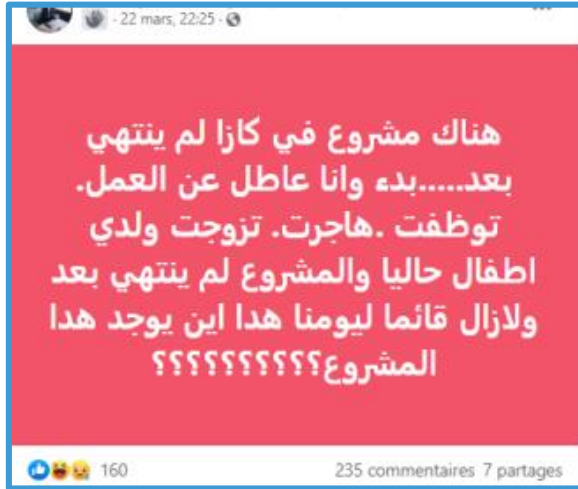 22 mars, 22:25
هناك مشروع في كازا لم ينتهي
بعد.....بدء وانا عاطل عن العمل.
توظفت .هاجرت. تزوجت ولدي
اطفال حاليا والمشروع لم ينتهي بعد
ولازال قائما ليومنا هدا اين يوجد هدا
المشروع؟؟؟؟؟؟؟؟؟؟
160
235 commentaires 7 partages